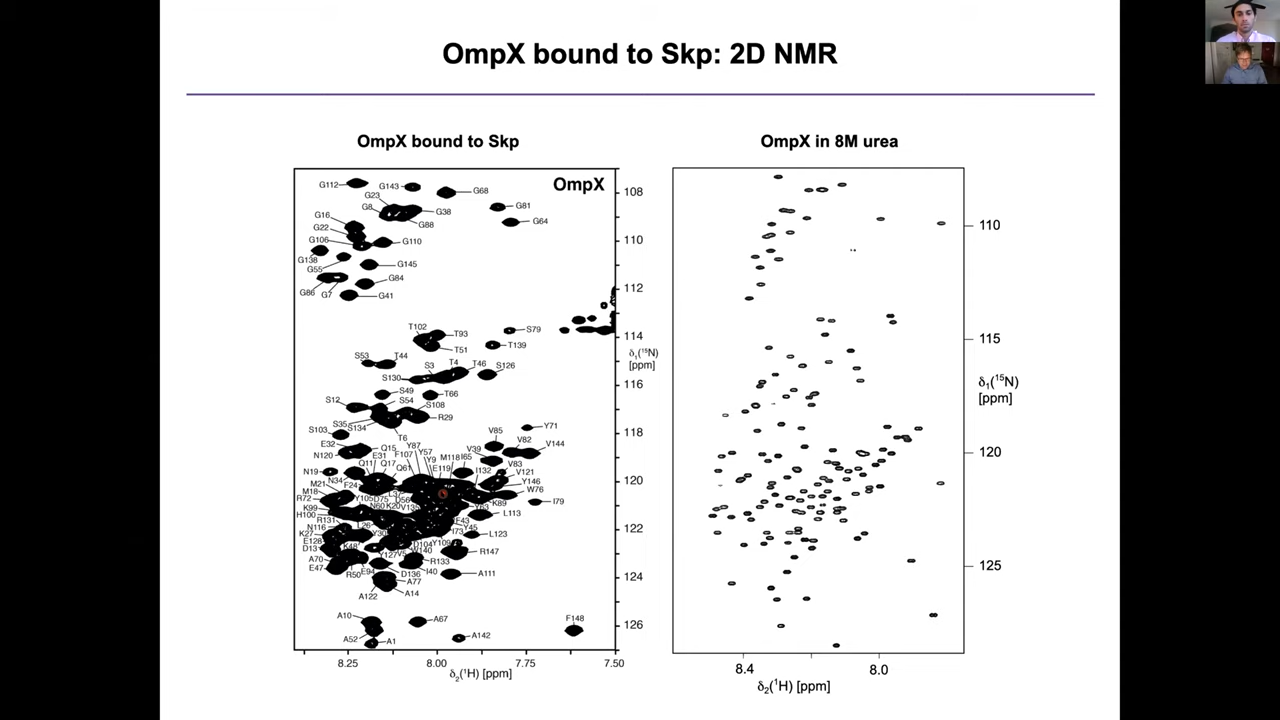 OmpX bound to Skp: 2D NMR
OmpX bound to Skp
OmpX in 8M urea
OmpX
G112
G143
G68
G23
G8
G38
G88
G81
G64
G16
G22
G106
G110
G138
G55
G145
G86
G7
G84
G41
T102
T93
T51
S79
T139
S53
T44
S130
S3
T4
T46
S126
S49
T66
S12
S54
S108
R29
S35
S134
S103
T6
E32
N120
Q15
Y87
Y57
Y9
V85
Y71
V82
V144
V39
E31
Q11
Q17
F107
E119
M118
I65
V83
N19
N34
Q61
I132
V121
M21
F24
Y146
M18
R72
Y105
D75
L37
D56
W76
K99
N60
K20
V135
Y63
K89
I79
H100
R131
L26
F43
L113
N116
K27
Y30
I73
Y45
L123
E128
K48
D104
Y109
D13
Y127
V5
W140
R147
A70
R133
E47
R50
E94
D136
I40
A111
A77
A122
A14
A10
A67
F148
A52
A1
A142
108
110
112
114
116
118
120
122
124
126
δ1(15N)
[ppm]
8.25
8.00
7.75
7.50
δ2(1H) [ppm]
110
115
120
125
δ1(15N)
[ppm]
8.4
8.0
δ2(1H) [ppm]